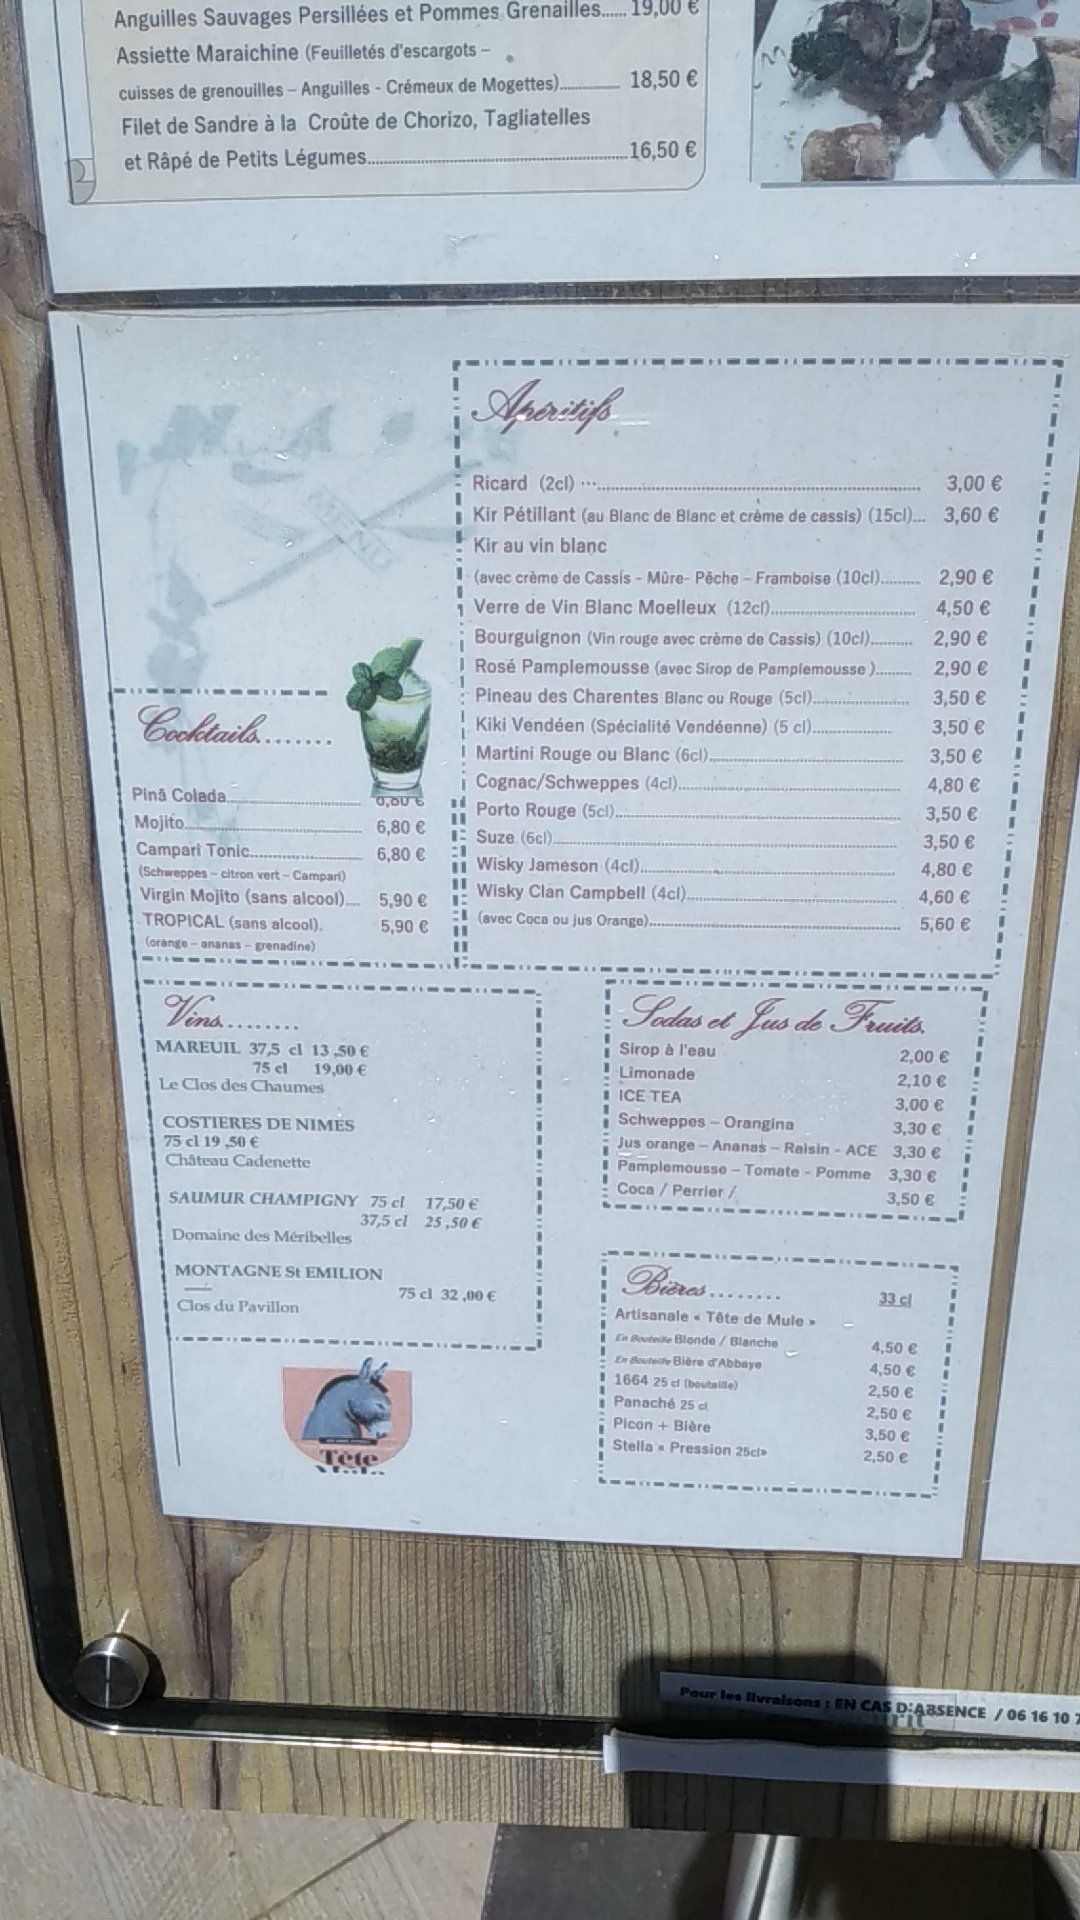 Anguilles Sauvages Persillées et Pommes Grenailles...... 19,00 €
Assiette Maraichine (Feuilletés d'escargots –
cuisses de grenouilles – Anguilles - Crémeux de Mogettes)............... 18,50 €
Filet de Sandre à la Croûte de Chorizo, Tagliatelles
et Râpé de Petits Légumes...............16,50 €
2
Apéritifs
Ricard (2cl) ............... 3,00 €
Kir Pétillant (au Blanc de Blanc et crème de cassis) (15cl)... 3,60 €
Kir au vin blanc
(avec crème de Cassis - Mûre- Pêche – Framboise (10cl)......... 2,90 €
Verre de Vin Blanc Moelleux (12cl)............... 4,50 €
Bourguignon (Vin rouge avec crème de Cassis) (10cl).......... 2,90 €
Rosé Pamplemousse (avec Sirop de Pamplemousse )......... 2,90 €
Pineau des Charentes Blanc ou Rouge (5cl)............... 3,50 €
Kiki Vendéen (Spécialité Vendéenne) (5 cl)............... 3,50 €
Martini Rouge ou Blanc (6cl)............... 3,50 €
Cognac/Schweppes (4cl)............... 4,80 €
Porto Rouge (5cl)............... 3,50 €
Suze (6cl)............... 3,50 €
Wisky Jameson (4cl)............... 4,80 €
Wisky Clan Campbell (4cl)............... 4,60 €
(avec Coca ou jus Orange)............... 5,60 €
Cocktails........
Pinã Colada...............
Mojito............... 6,80 €
Campari Tonic............... 6,80 €
(Schweppes – citron vert – Campari)
Virgin Mojito (sans alcool).... 5,90 €
TROPICAL (sans alcool). 5,90 €
(orange – ananas – grenadine)
Vins.........
MAREUIL 37,5 cl 13 ,50 €
75 cl 19,00 €
Le Clos des Chaumes
COSTIERES DE NIMES
75 cl 19 ,50 €
Château Cadenette
SAUMUR CHAMPIGNY 75 cl 17,50 €
37,5 cl 25 ,50 €
Domaine des Méribelles
MONTAGNE St EMILION
75 cl 32 ,00 €
Clos du Pavillon
Sodas et Jus de Fruits.
Sirop à l'eau 2,00 €
Limonade 2,10 €
ICE TEA 3,00 €
Schweppes – Orangina 3,30 €
Jus orange – Ananas – Raisin - ACE 3,30 €
Pamplemousse – Tomate - Pomme 3,30 €
Coca / Perrier / 3,50 €
Bières......... 33 cl
Artisanale « Tête de Mule »
En Bouteille Blonde / Blanche 4,50 €
En Bouteille Bière d'Abbaye 4,50 €
1664 25 cl (bouteille) 2,50 €
Panaché 25 cl 2,50 €
Picon + Bière 3,50 €
Stella « Pression 25cl» 2,50 €
Tête
Pour les livraisons : EN CAS D'ABSENCE / 06 16 10